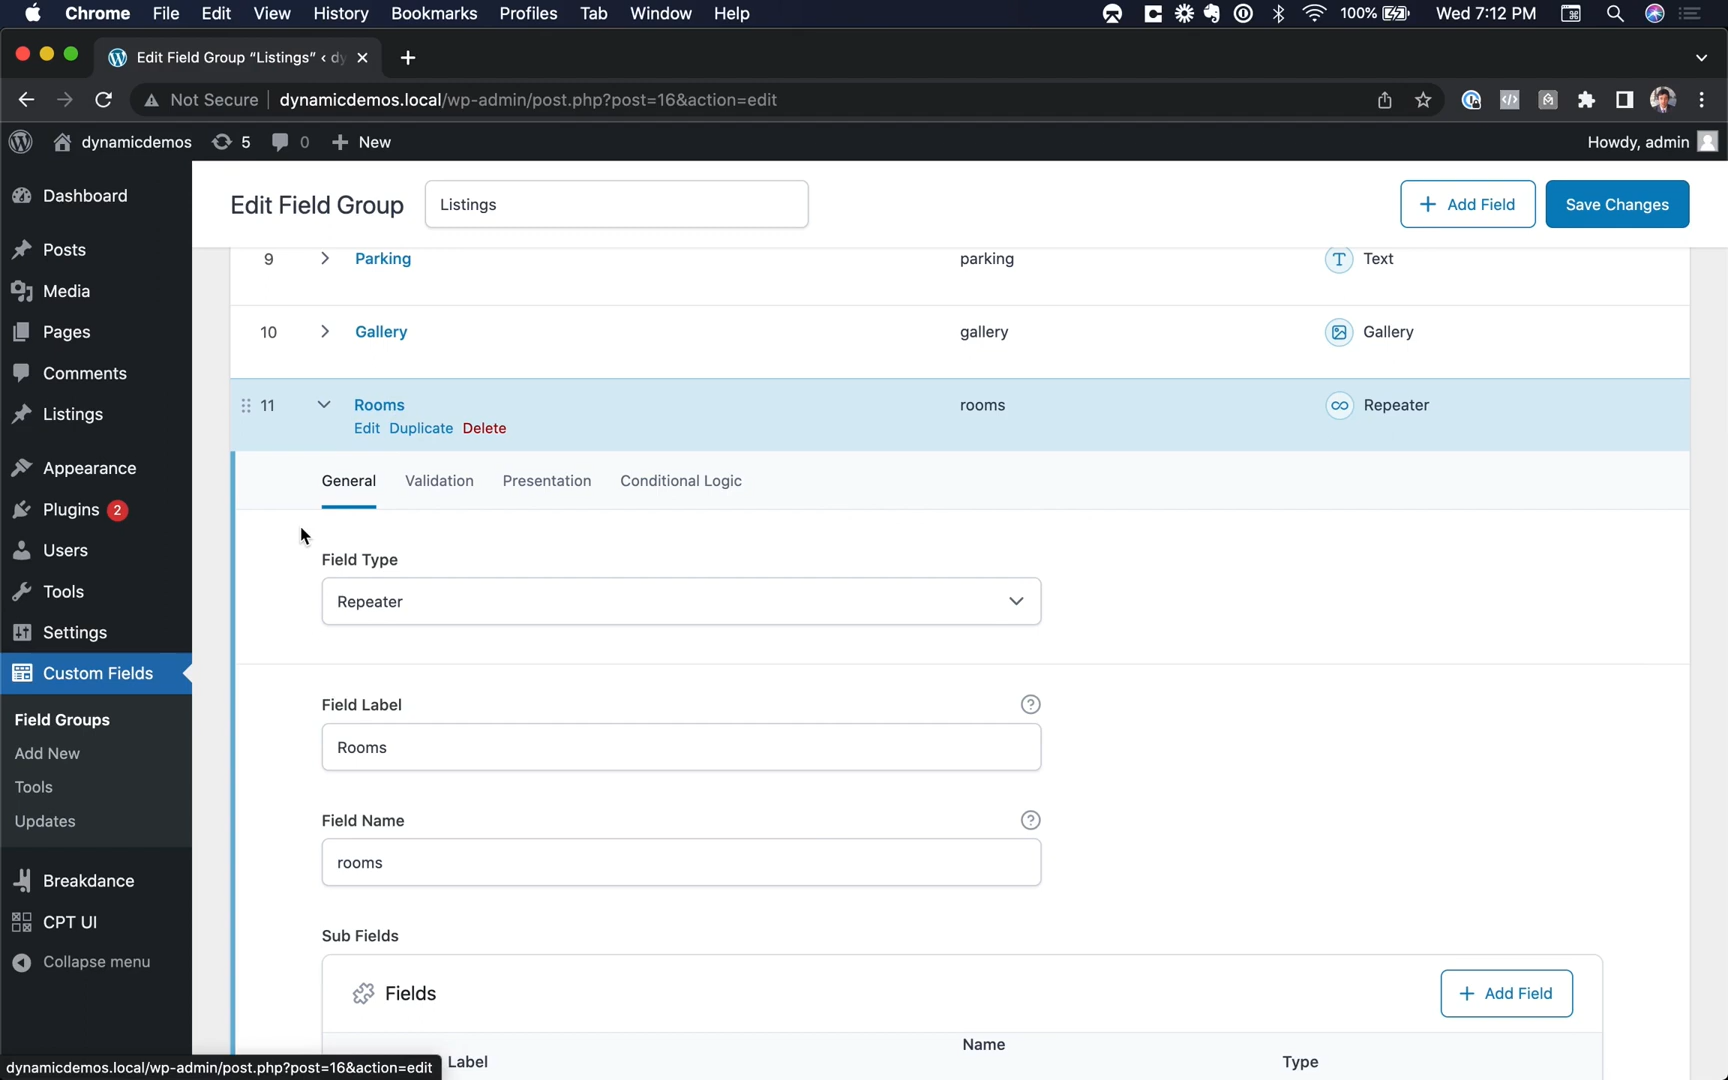 Chrome File Edit View History Bookmarks Profiles Tab Window Help 100% Wed 7:12 PM
Edit Field Group "Listings" ‹ dy
Not Secure dynamicdemos.local/wp-admin/post.php?post=16&action=edit
dynamicdemos 5 0 New Howdy, admin
Dashboard
Posts
Media
Pages
Comments
Listings
Appearance
Plugins 2
Users
Tools
Settings
Custom Fields
Field Groups
Add New
Tools
Updates
Breakdance
CPT UI
Collapse menu
Edit Field Group Listings Add Field Save Changes
9 Parking parking Text
10 Gallery gallery Gallery
11 Rooms rooms Repeater
Edit Duplicate Delete
General Validation Presentation Conditional Logic
Field Type
Repeater
Field Label
Rooms
Field Name
rooms
Sub Fields
Fields Add Field
Label Name Type
dynamicdemos.local/wp-admin/post.php?post=16&action=edit